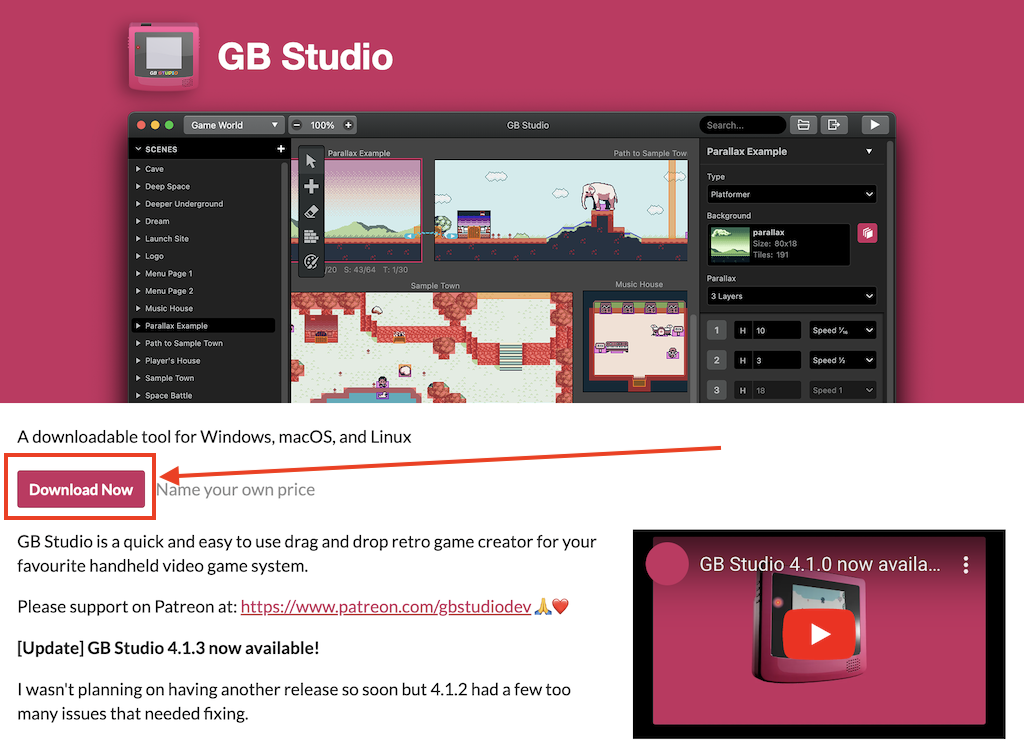 GB STUDIO
GB Studio
Game World
100%
GB Studio
Search...
SCENES
Cave
Deep Space
Deeper Underground
Dream
Launch Site
Logo
Menu Page 1
Menu Page 2
Music House
Parallax Example
Path to Sample Town
Player's House
Sample Town
Space Battle
Parallax Example
Path to Sample Tow
/20 S: 43/64 T: 1/30
Sample Town
Music House
Parallax Example
Type
Platformer
Background
parallax
Size: 80x18
Tiles: 191
Parallax
3 Layers
1 H 10 Speed 1⁄16
2 H 3 Speed ½
3 H 18 Speed 1
A downloadable tool for Windows, macOS, and Linux
Download Now
Name your own price
GB Studio is a quick and easy to use drag and drop retro game creator for your
favourite handheld video game system.
Please support on Patreon at: https://www.patreon.com/gbstudiodev 🙏❤️
[Update] GB Studio 4.1.3 now available!
I wasn't planning on having another release so soon but 4.1.2 had a few too
many issues that needed fixing.
GB Studio 4.1.0 now availa...